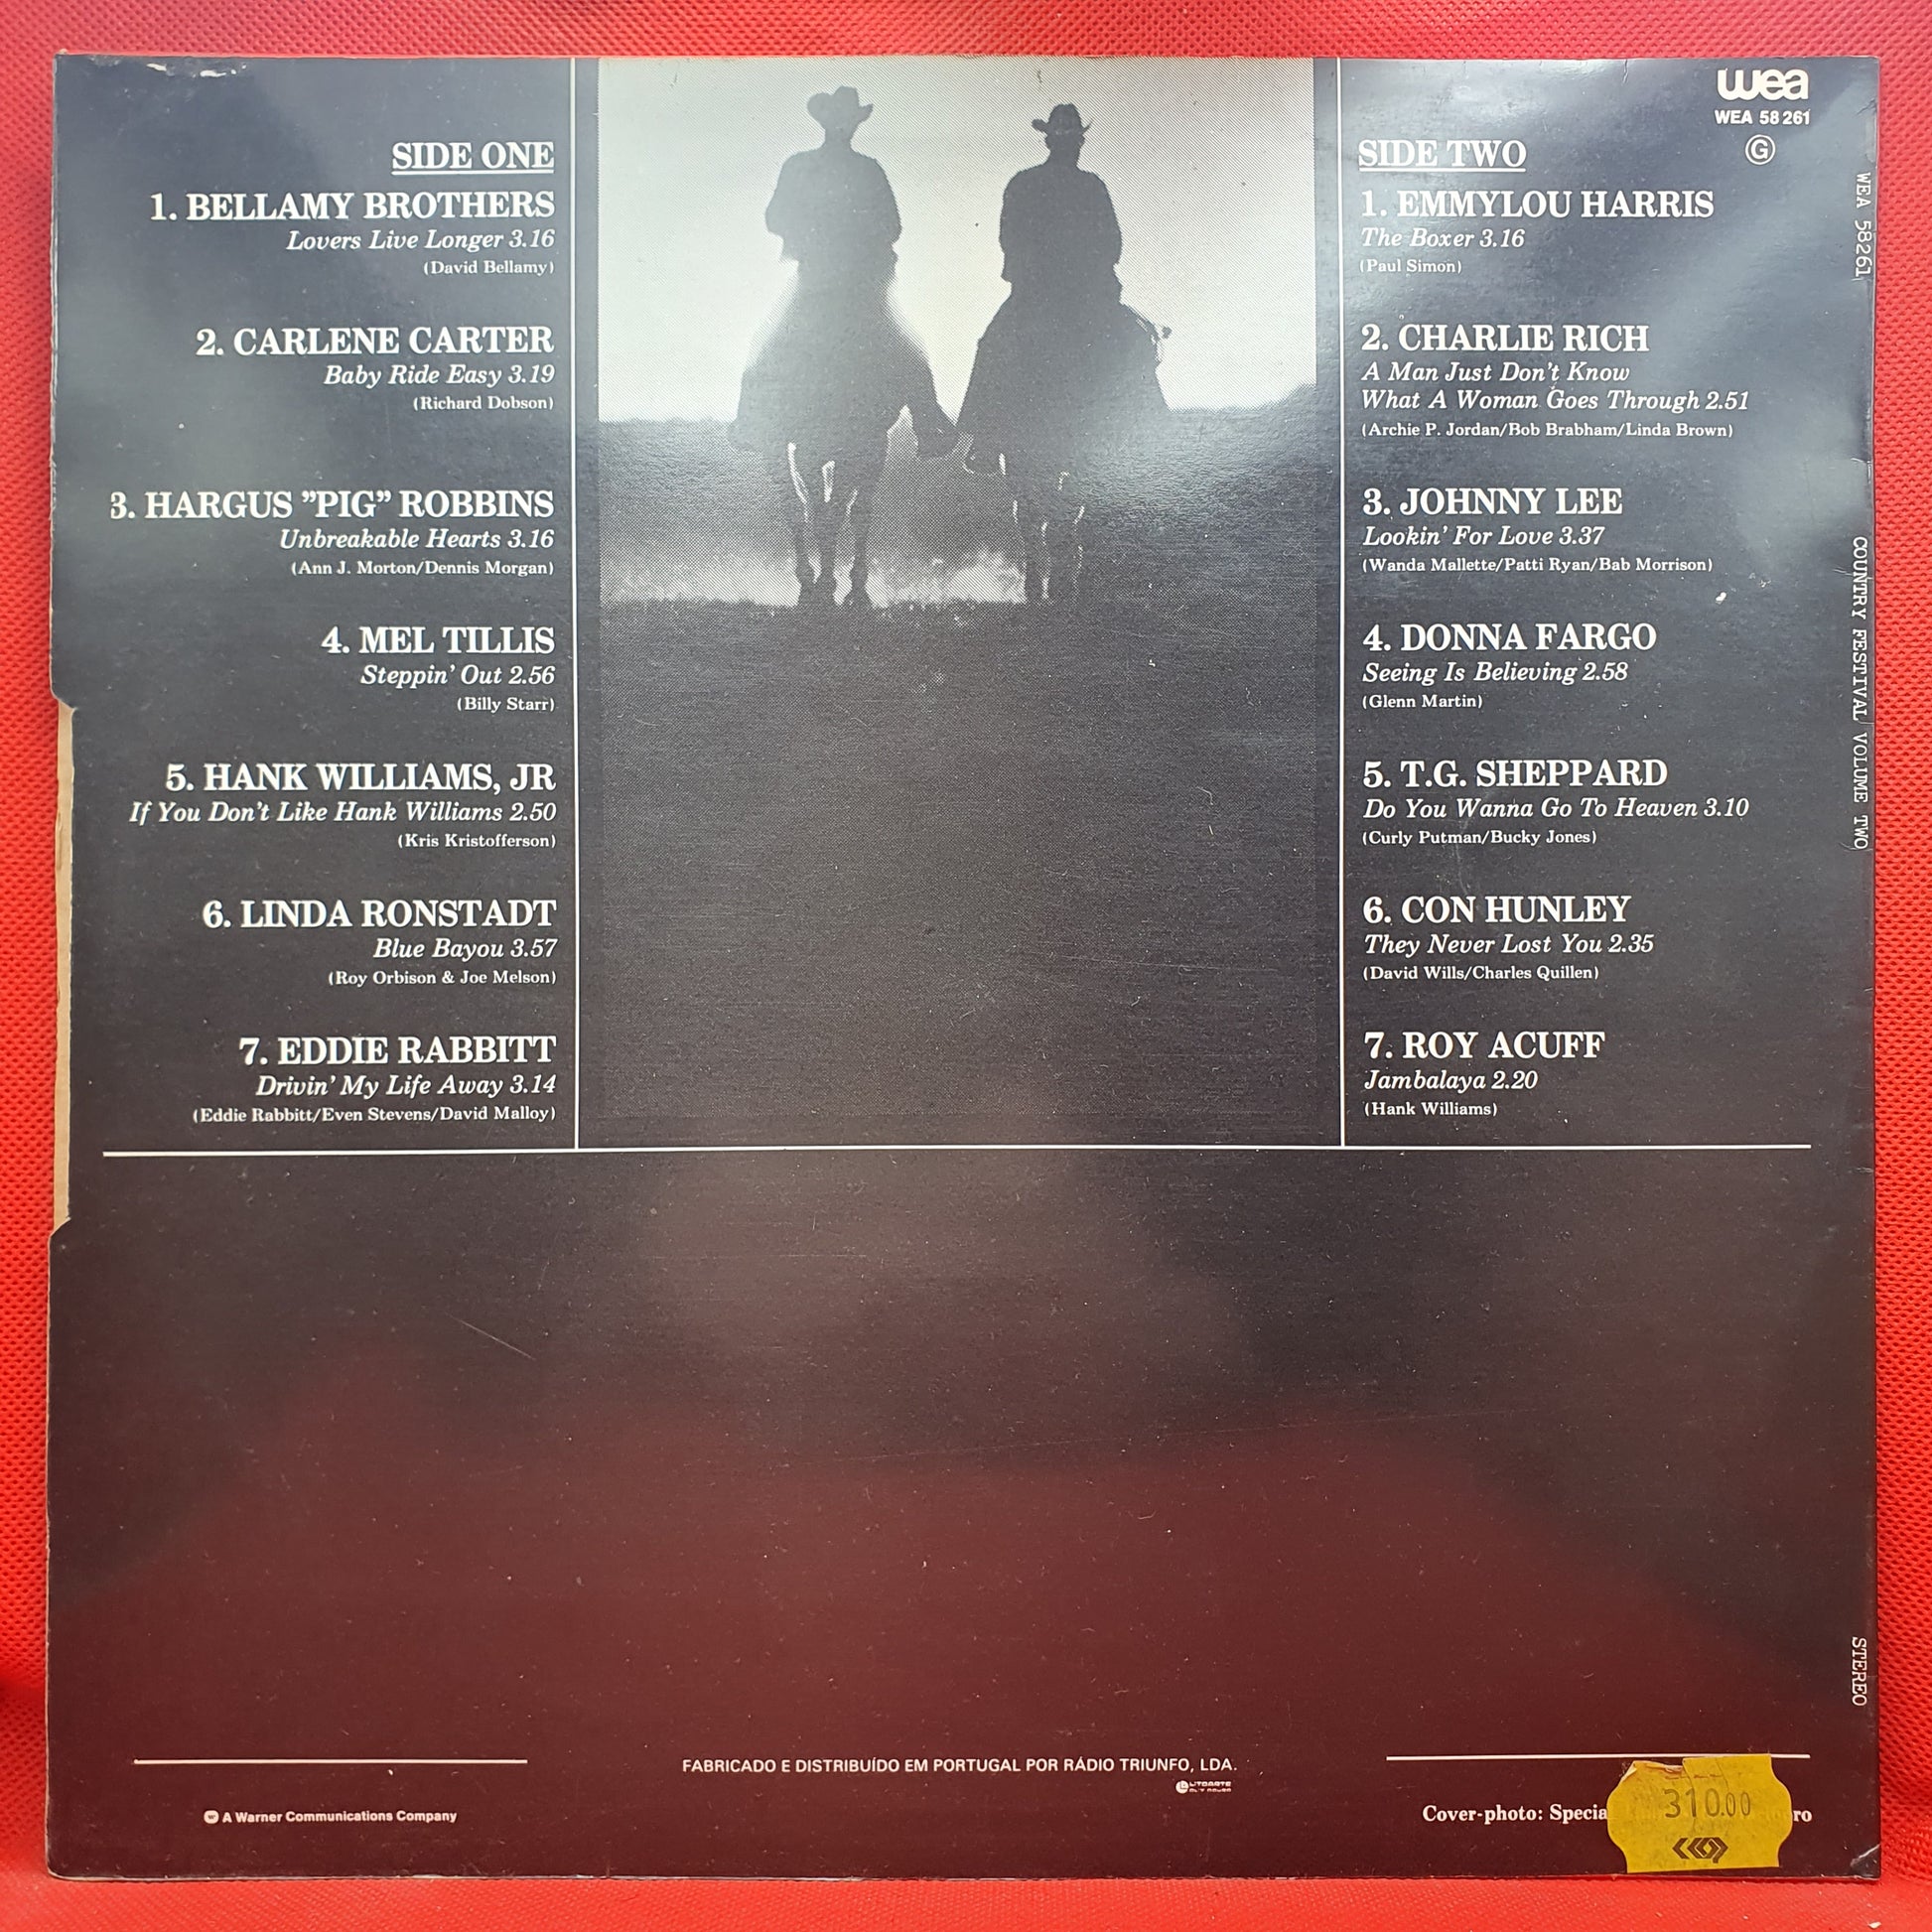 SIDE ONE
1. BELLAMY BROTHERS
Lovers Live Longer 3.16
(David Bellamy)
2. CARLENE CARTER
Baby Ride Easy 3.19
(Richard Dobson)
3. HARGUS ”PIG” ROBBINS
Unbreakable Hearts 3.16
(Ann J. Morton/Dennis Morgan)
4. MEL TILLIS
Steppin’ Out 2.56
(Billy Starr)
5. HANK WILLIAMS, JR
If You Don’t Like Hank Williams 2.50
(Kris Kristofferson)
6. LINDA RONSTADT
Blue Bayou 3.57
(Roy Orbison & Joe Melson)
7. EDDIE RABBITT
Drivin’ My Life Away 3.14
(Eddie Rabbitt/Even Stevens/David Malloy)
wea
WEA 58 261
G
SIDE TWO
1. EMMYLOU HARRIS
The Boxer 3.16
(Paul Simon)
2. CHARLIE RICH
A Man Just Don’t Know
What A Woman Goes Through 2.51
(Archie P. Jordan/Bob Brabham/Linda Brown)
3. JOHNNY LEE
Lookin’ For Love 3.37
(Wanda Mallette/Patti Ryan/Bab Morrison)
4. DONNA FARGO
Seeing Is Believing 2.58
(Glenn Martin)
5. T.G. SHEPPARD
Do You Wanna Go To Heaven 3.10
(Curly Putman/Bucky Jones)
6. CON HUNLEY
They Never Lost You 2.35
(David Wills/Charles Quillen)
7. ROY ACUFF
Jambalaya 2.20
(Hank Williams)
WEA 58261 COUNTRY FESTIVAL VOLUME TWO STEREO
FABRICADO E DISTRIBUÍDO EM PORTUGAL POR RÁDIO TRIUNFO, LDA.
A Warner Communications Company
Cover-photo:
310.00